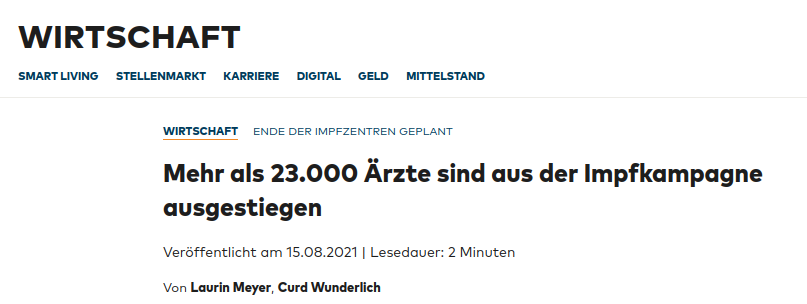 WIRTSCHAFT
SMART LIVING STELLENMARKT KARRIERE DIGITAL GELD MITTELSTAND
WIRTSCHAFT ENDE DER IMPFZENTREN GEPLANT
Mehr als 23.000 Ärzte sind aus der Impfkampagne
ausgestiegen
Veröffentlicht am 15.08.2021 | Lesedauer: 2 Minuten
Von Laurin Meyer, Curd Wunderlich